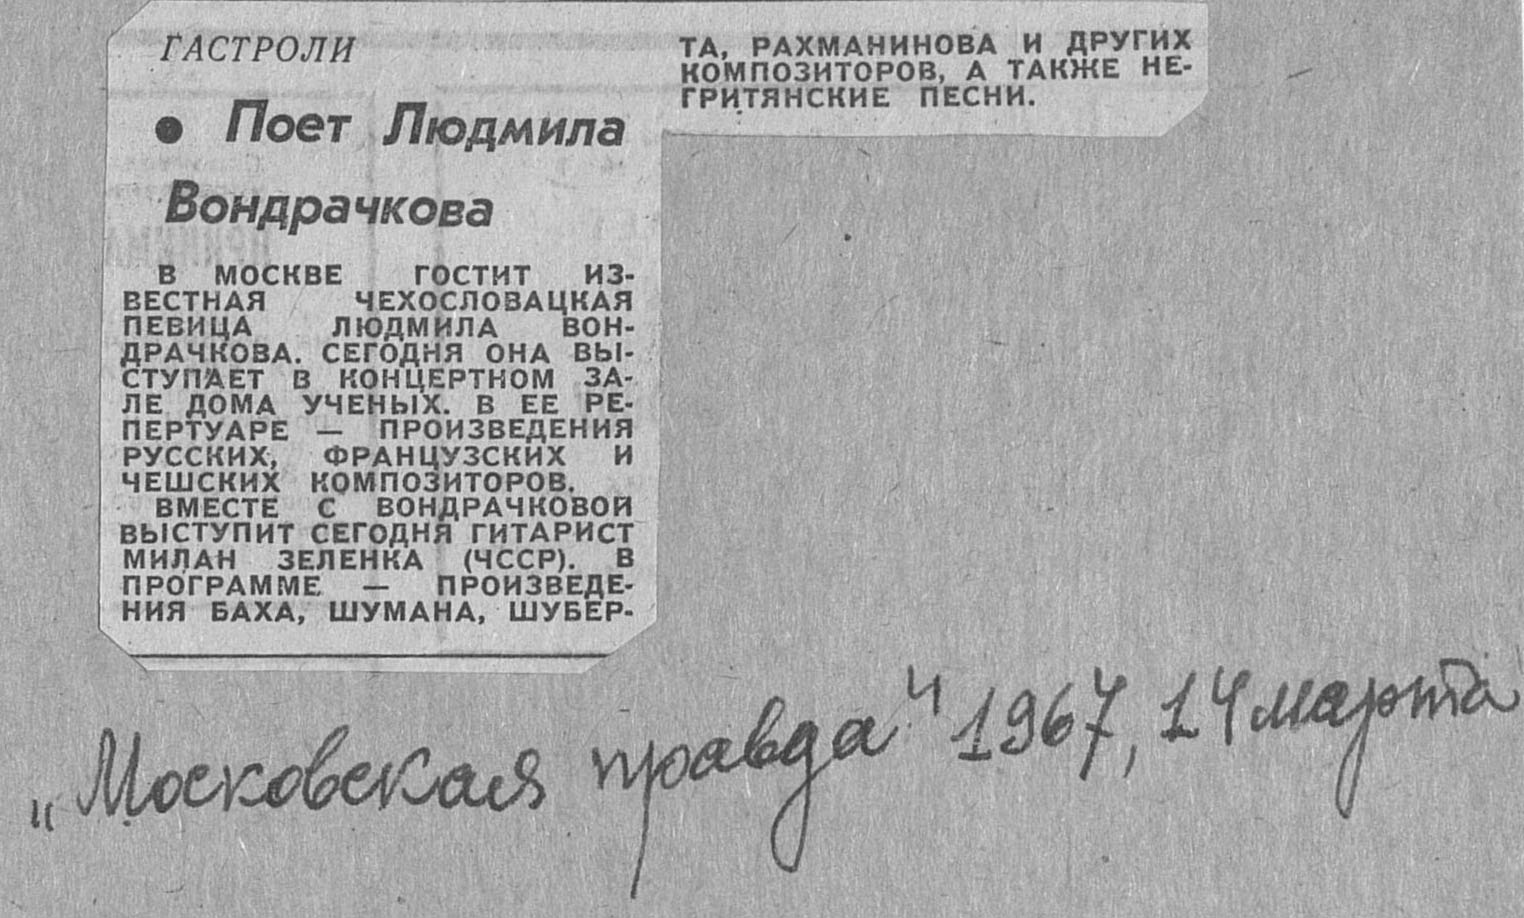 ГАСТРОЛИ
● Поет Людмила
Вондрачкова
В МОСКВЕ ГОСТИТ ИЗ-
ВЕСТНАЯ ЧЕХОСЛОВАЦКАЯ
ПЕВИЦА ЛЮДМИЛА ВОН-
ДРАЧКОВА. СЕГОДНЯ ОНА ВЫ-
СТУПАЕТ В КОНЦЕРТНОМ ЗА-
ЛЕ ДОМА УЧЕНЫХ. В ЕЕ РЕ-
ПЕРТУАРЕ — ПРОИЗВЕДЕНИЯ
РУССКИХ, ФРАНЦУЗСКИХ И
ЧЕШСКИХ КОМПОЗИТОРОВ.
ВМЕСТЕ С ВОНДРАЧКОВОЙ
ВЫСТУПИТ СЕГОДНЯ ГИТАРИСТ
МИЛАН ЗЕЛЕНКА (ЧССР). В
ПРОГРАММЕ — ПРОИЗВЕДЕ-
НИЯ БАХА, ШУМАНА, ШУБЕР-
ТА, РАХМАНИНОВА И ДРУГИХ
КОМПОЗИТОРОВ, А ТАКЖЕ НЕ-
ГРИТЯНСКИЕ ПЕСНИ.
„Московская правда" 1967, 14 марта